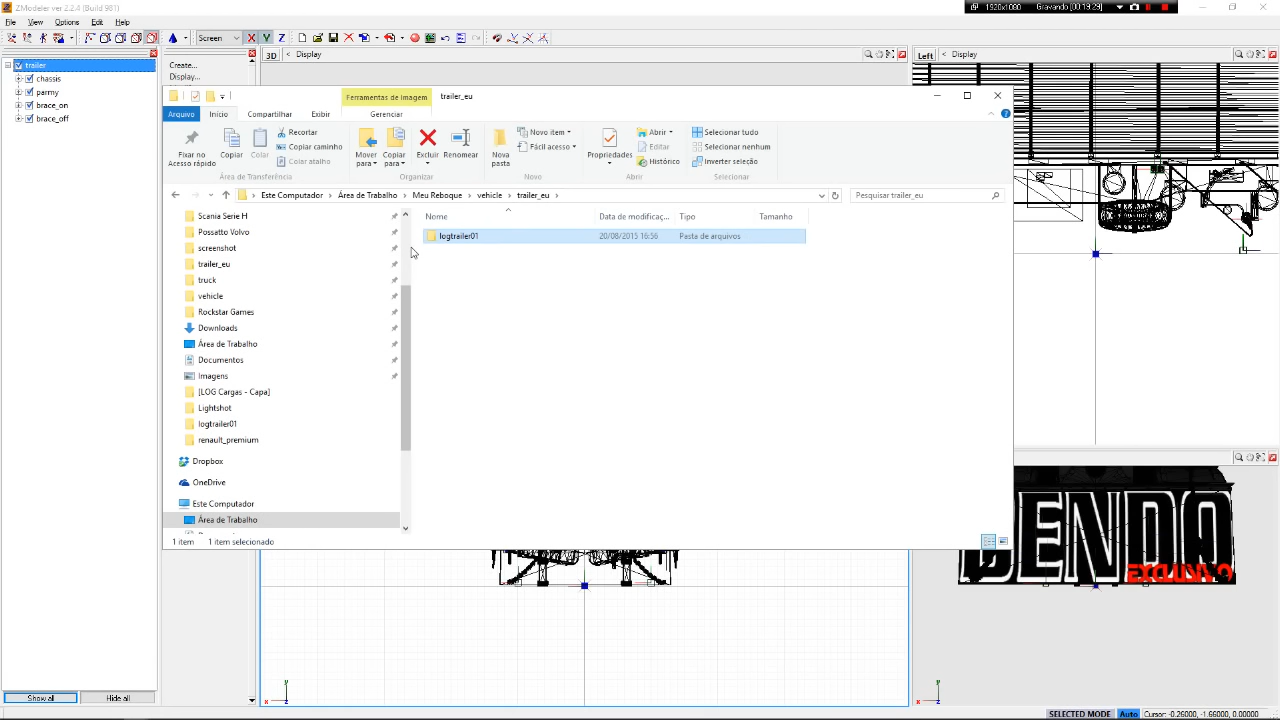 ZModeler ver 2.2.4 (Build 981)
1920x1080 Gravando [00:19:29]
File View Options Edit Help
Screen X Y Z
3D < Display
Left < Display
trailer
chassis
parmy
brace_on
brace_off
Create...
Display...
Ferramentas de Imagem trailer_eu
Arquivo Início Compartilhar Exibir Gerenciar
Fixar no Acesso rápido
Copiar
Colar
Recortar
Copiar caminho
Colar atalho
Mover para
Copiar para
Excluir
Renomear
Nova pasta
Novo item
Fácil acesso
Propriedades
Abrir
Editar
Histórico
Selecionar tudo
Selecionar nenhum
Inverter seleção
Área de Transferência Organizar Novo Abrir Selecionar
Este Computador > Área de Trabalho > Meu Reboque > vehicle > trailer_eu >
Pesquisar trailer_eu
Nome Data de modificaç... Tipo Tamanho
logtrailer01 20/08/2015 16:56 Pasta de arquivos
Scania Serie H
Possatto Volvo
screenshot
trailer_eu
truck
vehicle
Rockstar Games
Downloads
Área de Trabalho
Documentos
Imagens
[LOG Cargas - Capa]
Lightshot
logtrailer01
renault_premium
Dropbox
OneDrive
Este Computador
Área de Trabalho
1 item 1 item selecionado
BENDO
EXCLUSIVO
Show all Hide all
SELECTED MODE Auto Cursor: -0.26000, -1.66000, 0.00000